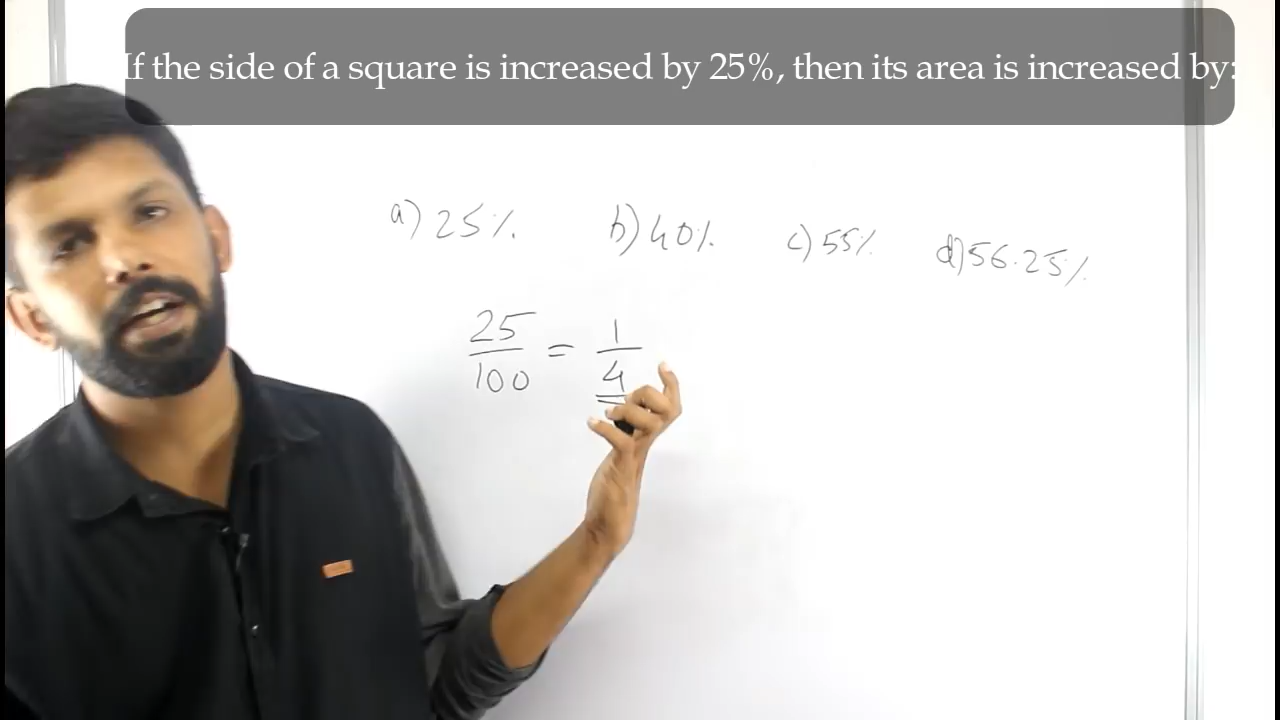 If the side of a square is increased by 25%, then its area is increased by:
a) 25% b) 40% c) 55% d) 56.25%
25/100 = 1/4